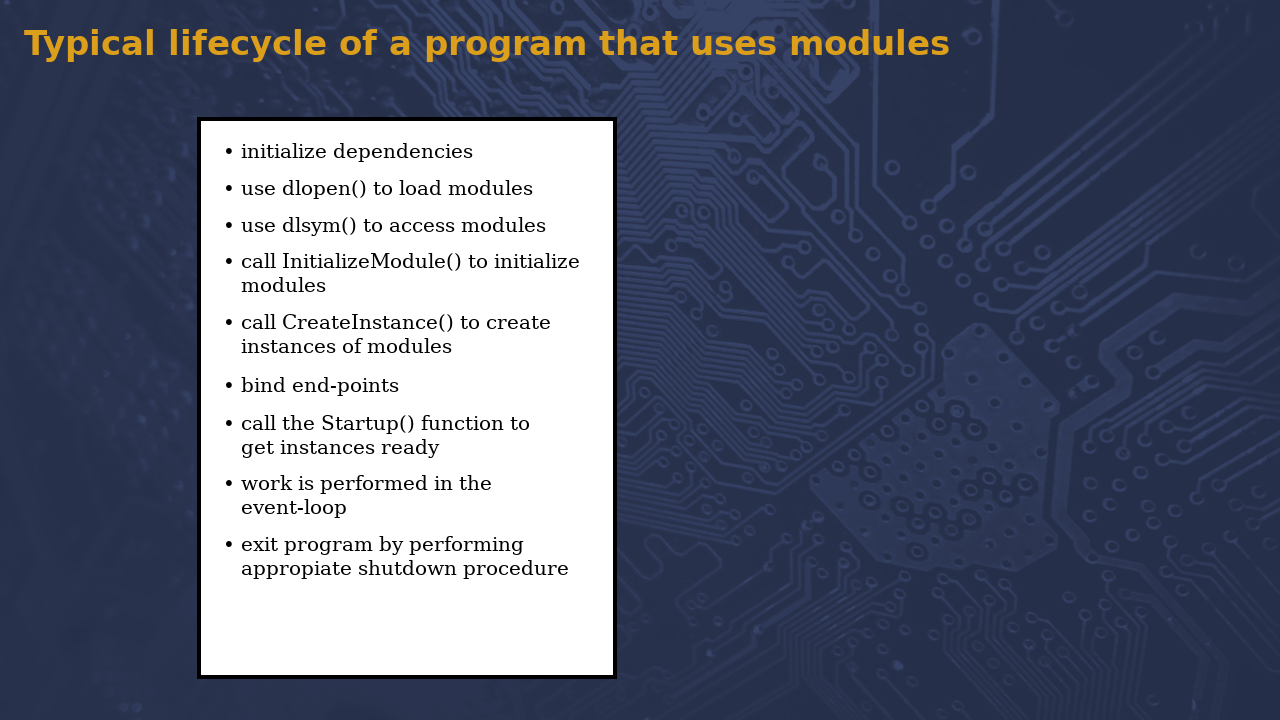 Typical lifecycle of a program that uses modules
• initialize dependencies
• use dlopen() to load modules
• use dlsym() to access modules
• call InitializeModule() to initialize
modules
• call CreateInstance() to create
instances of modules
• bind end-points
• call the Startup() function to
get instances ready
• work is performed in the
event-loop
• exit program by performing
appropiate shutdown procedure